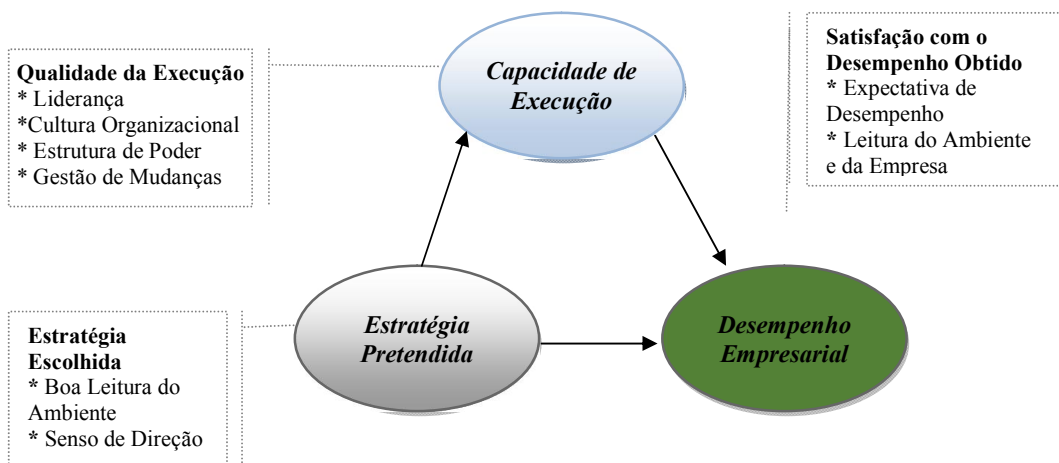 Qualidade da Execução
* Liderança
*Cultura Organizacional
* Estrutura de Poder
* Gestão de Mudanças
Capacidade de
Execução
Satisfação com o
Desempenho Obtido
* Expectativa de
Desempenho
* Leitura do Ambiente
e da Empresa
Estratégia
Escolhida
* Boa Leitura do
Ambiente
* Senso de Direção
Estratégia
Pretendida
Desempenho
Empresarial